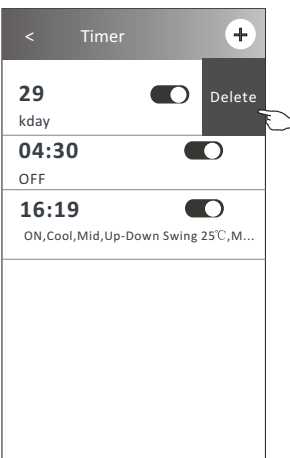 < Timer +
29
kday
Delete
04:30
OFF
16:19
ON,Cool,Mid,Up-Down Swing 25℃,M...